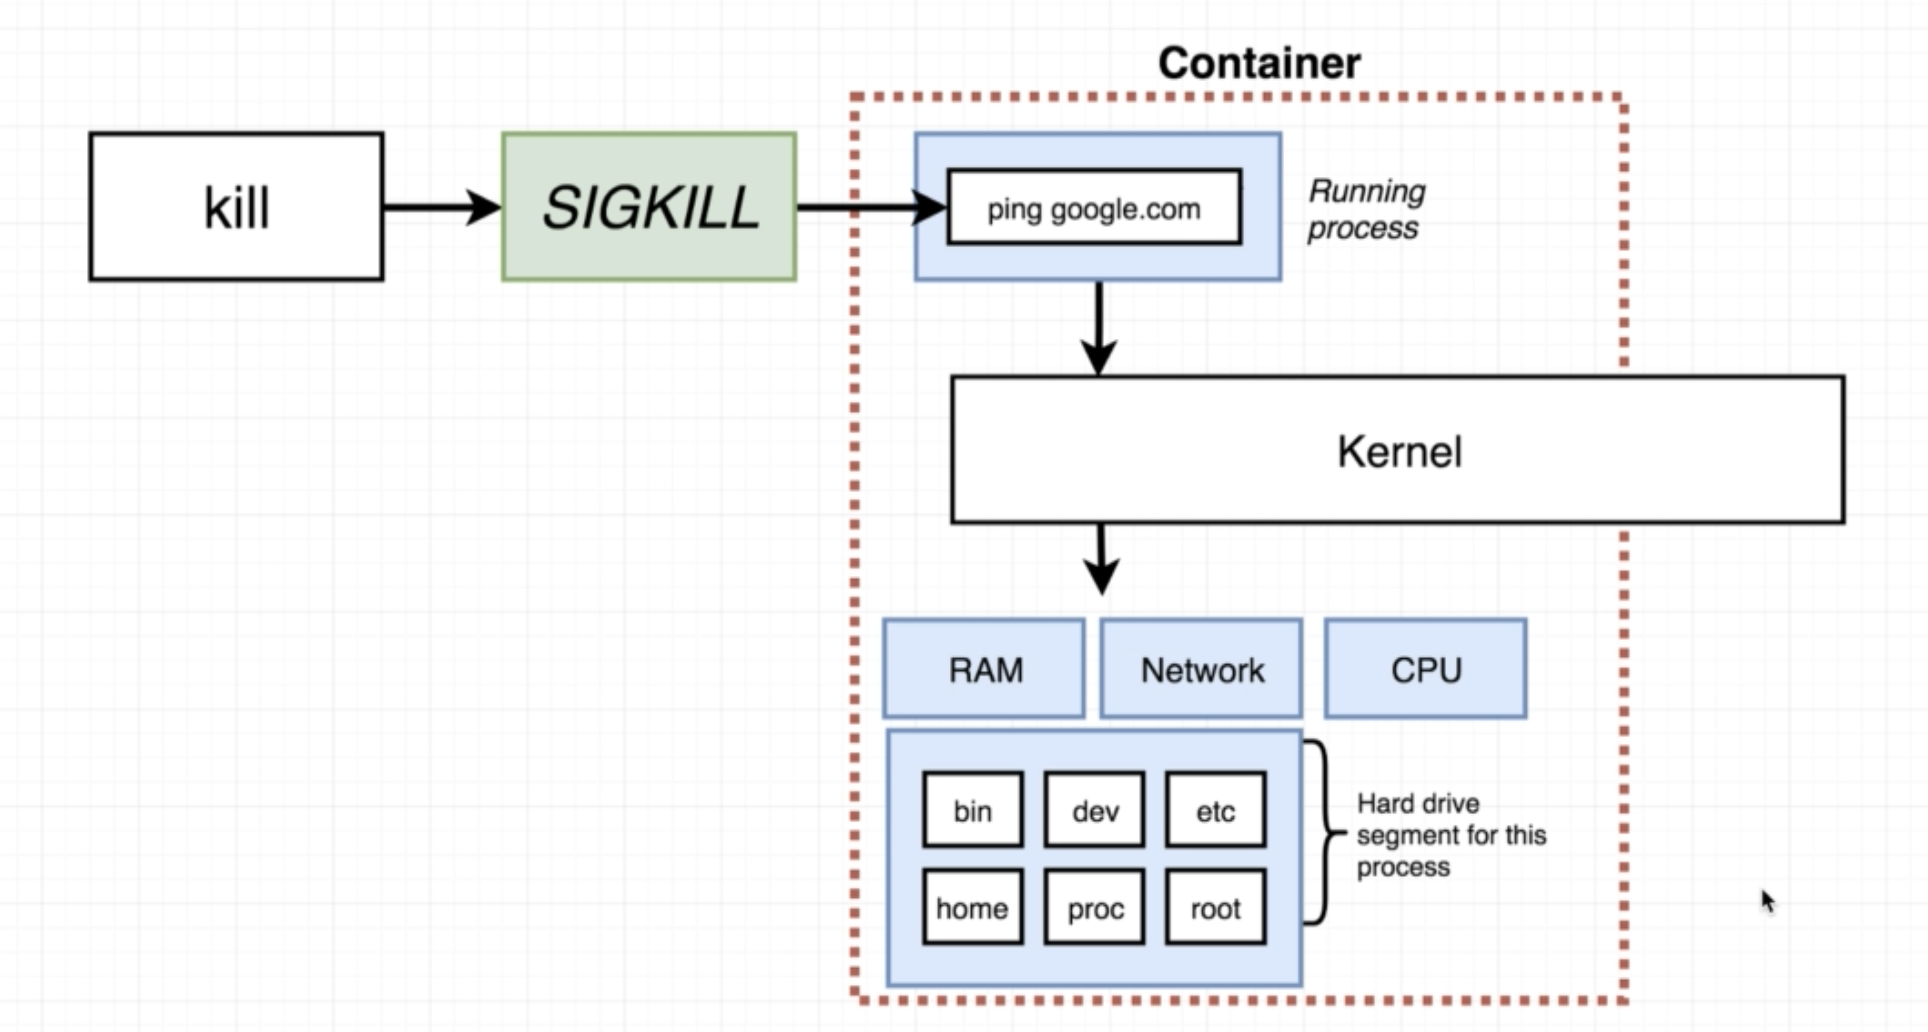 Container
kill
SIGKILL
ping google.com
Running
process
Kernel
RAM
Network
CPU
bin
dev
etc
home
proc
root
Hard drive
segment for this
process